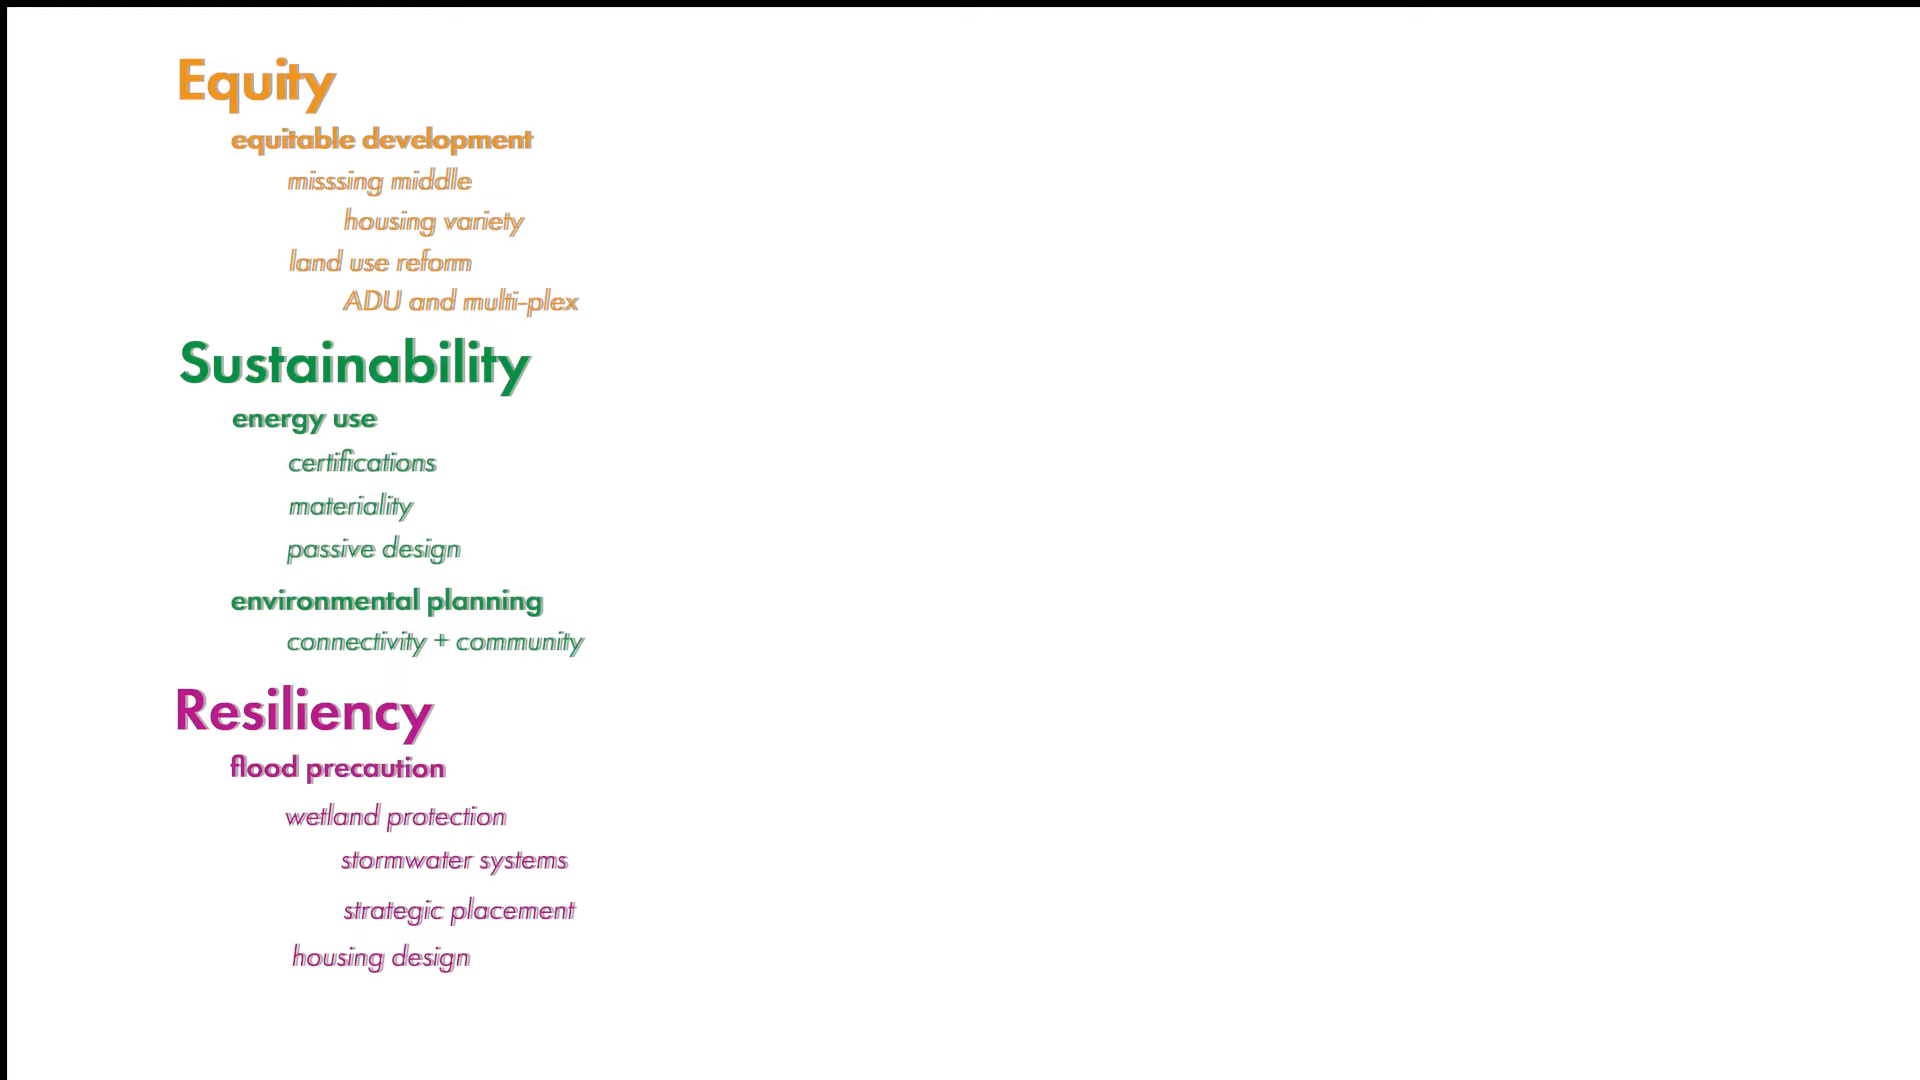 Equity
equitable development
misssing middle
housing variety
land use reform
ADU and multi-plex
Sustainability
energy use
certifications
materiality
passive design
environmental planning
connectivity + community
Resiliency
flood precaution
wetland protection
stormwater systems
strategic placement
housing design